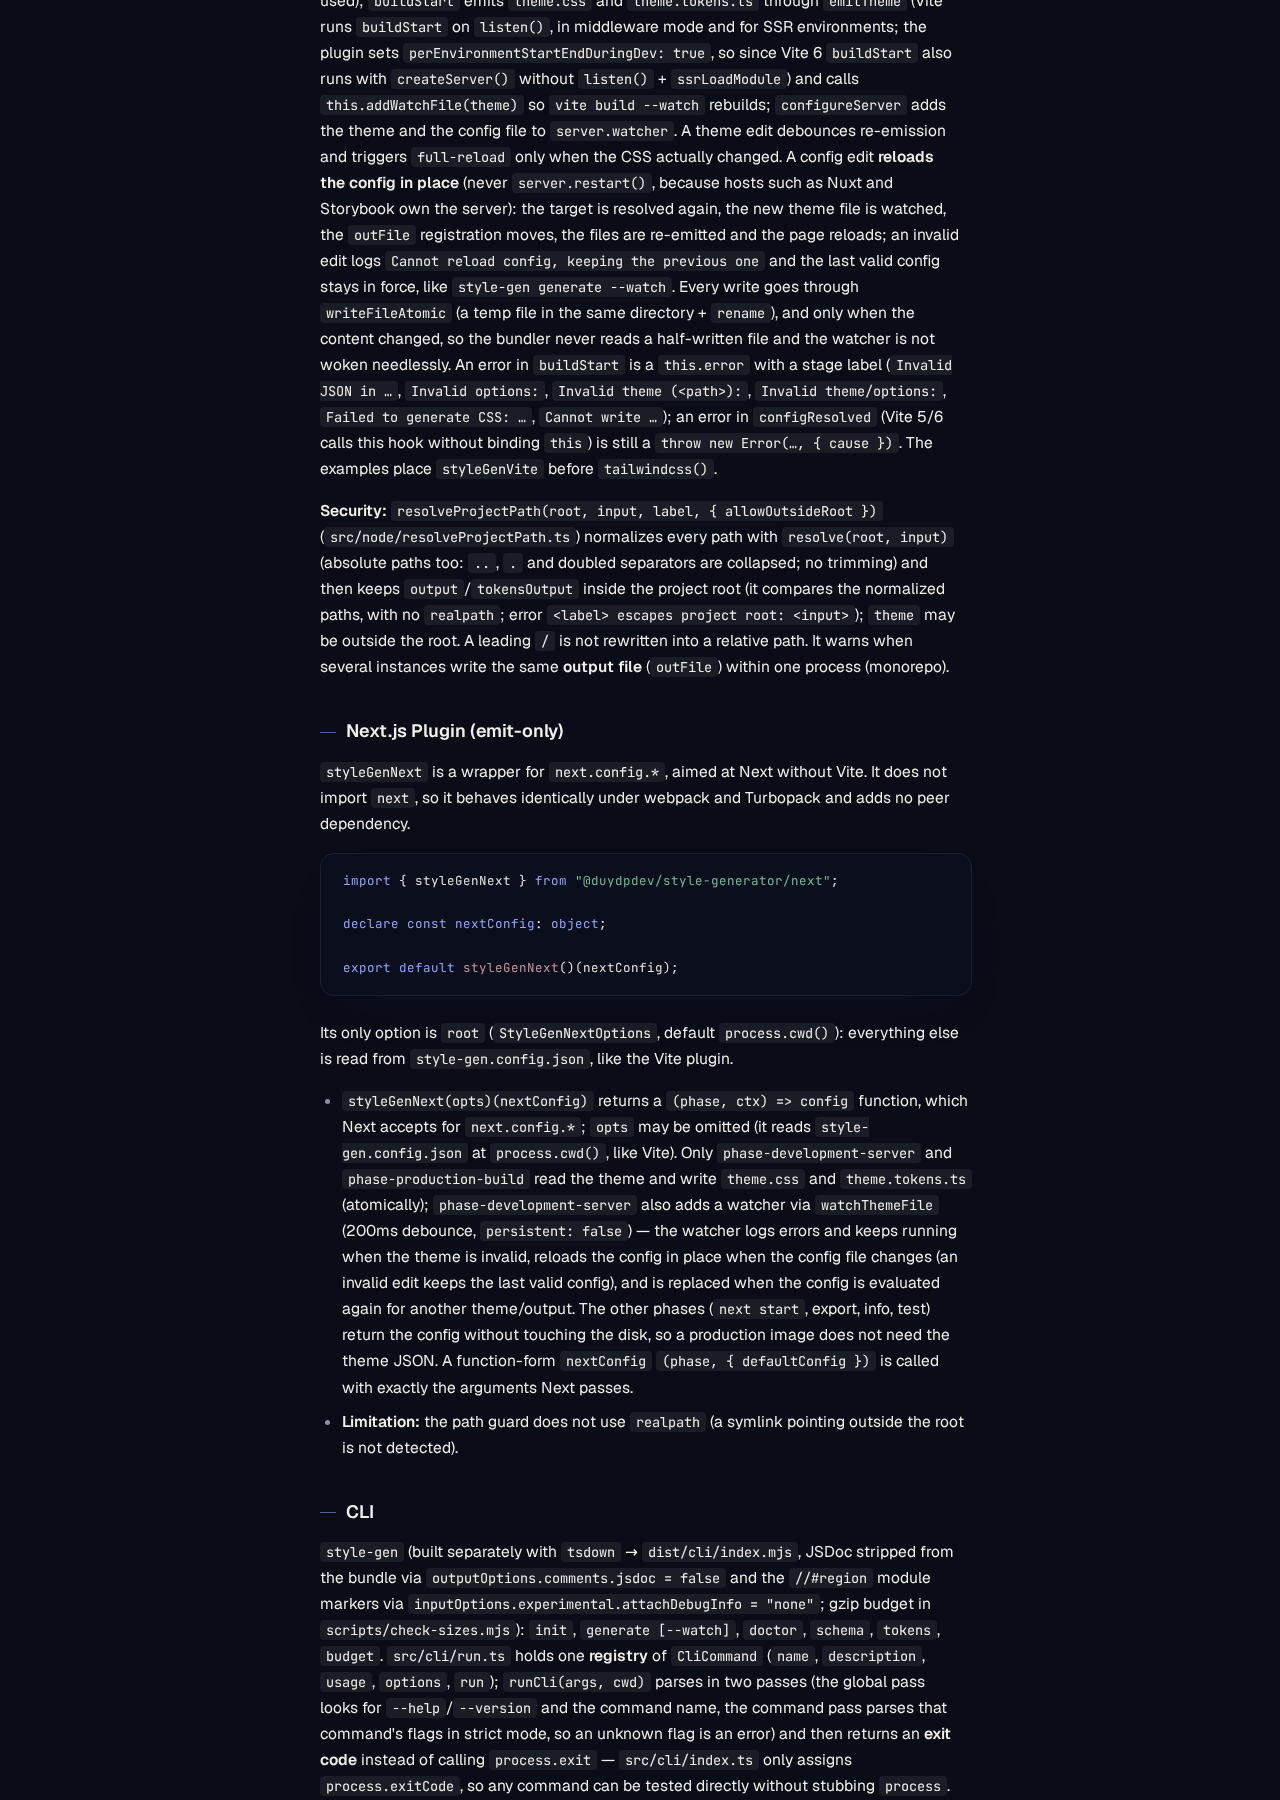 used), buildStart emits theme.css and theme.tokens.ts through emitTheme (Vite
runs buildStart on listen(), in middleware mode and for SSR environments; the
plugin sets perEnvironmentStartEndDuringDev: true, so since Vite 6 buildStart also
runs with createServer() without listen() + ssrLoadModule) and calls
this.addWatchFile(theme) so vite build --watch rebuilds; configureServer adds
the theme and the config file to server.watcher. A theme edit debounces re-emission
and triggers full-reload only when the CSS actually changed. A config edit reloads
the config in place (never server.restart(), because hosts such as Nuxt and
Storybook own the server): the target is resolved again, the new theme file is watched,
the outFile registration moves, the files are re-emitted and the page reloads; an invalid
edit logs Cannot reload config, keeping the previous one and the last valid config
stays in force, like style-gen generate --watch. Every write goes through
writeFileAtomic (a temp file in the same directory + rename), and only when the
content changed, so the bundler never reads a half-written file and the watcher is not
woken needlessly. An error in buildStart is a this.error with a stage label (Invalid
JSON in …, Invalid options:, Invalid theme (<path>):, Invalid theme/options:,
Failed to generate CSS: …, Cannot write …); an error in configResolved (Vite 5/6
calls this hook without binding this) is still a throw new Error(…, { cause }). The
examples place styleGenVite before tailwindcss().
Security: resolveProjectPath(root, input, label, { allowOutsideRoot })
(src/node/resolveProjectPath.ts) normalizes every path with resolve(root, input)
(absolute paths too: .., . and doubled separators are collapsed; no trimming) and
then keeps output/tokensOutput inside the project root (it compares the normalized
paths, with no realpath; error <label> escapes project root: <input>); theme may
be outside the root. A leading / is not rewritten into a relative path. It warns when
several instances write the same output file (outFile) within one process (monorepo).
— Next.js Plugin (emit-only)
styleGenNext is a wrapper for next.config.*, aimed at Next without Vite. It does not
import next, so it behaves identically under webpack and Turbopack and adds no peer
dependency.
import { styleGenNext } from "@duydpdev/style-generator/next";
declare const nextConfig: object;
export default styleGenNext()(nextConfig);
Its only option is root (StyleGenNextOptions, default process.cwd()): everything else
is read from style-gen.config.json, like the Vite plugin.
• styleGenNext(opts)(nextConfig) returns a (phase, ctx) => config function, which
Next accepts for next.config.*; opts may be omitted (it reads style-
gen.config.json at process.cwd(), like Vite). Only phase-development-server and
phase-production-build read the theme and write theme.css and theme.tokens.ts
(atomically); phase-development-server also adds a watcher via watchThemeFile
(200ms debounce, persistent: false) — the watcher logs errors and keeps running
when the theme is invalid, reloads the config in place when the config file changes (an
invalid edit keeps the last valid config), and is replaced when the config is evaluated
again for another theme/output. The other phases (next start, export, info, test)
return the config without touching the disk, so a production image does not need the
theme JSON. A function-form nextConfig (phase, { defaultConfig }) is called
with exactly the arguments Next passes.
• Limitation: the path guard does not use realpath (a symlink pointing outside the root
is not detected).
— CLI
style-gen (built separately with tsdown → dist/cli/index.mjs, JSDoc stripped from
the bundle via outputOptions.comments.jsdoc = false and the //#region module
markers via inputOptions.experimental.attachDebugInfo = "none"; gzip budget in
scripts/check-sizes.mjs): init, generate [--watch], doctor, schema, tokens,
budget. src/cli/run.ts holds one registry of CliCommand (name, description,
usage, options, run); runCli(args, cwd) parses in two passes (the global pass
looks for --help/--version and the command name, the command pass parses that
command's flags in strict mode, so an unknown flag is an error) and then returns an exit
code instead of calling process.exit — src/cli/index.ts only assigns
process.exitCode, so any command can be tested directly without stubbing process.